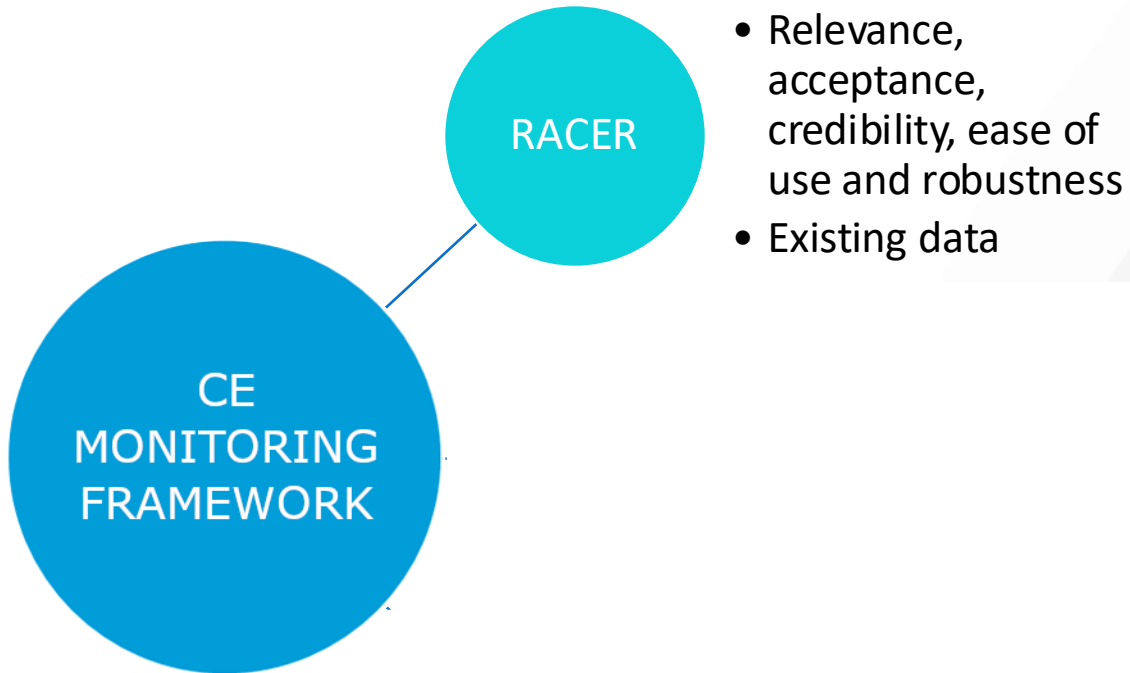 RACER
• Relevance,
acceptance,
credibility, ease of
use and robustness
• Existing data
CE
MONITORING
FRAMEWORK